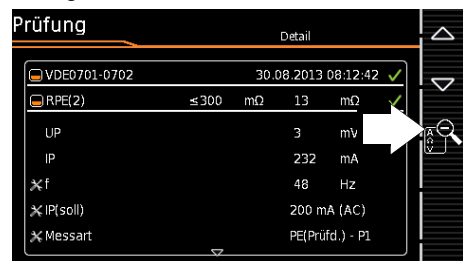 Prüfung
Detail
VDE0701-0702 30.08.2013 08:12:42
RPE(2) ≤300 mΩ 13 mΩ
UP 3 mV
IP 232 mA
f 48 Hz
IP(soll) 200 mA (AC)
Messart PE(Prüfd.) - P1
A
Ω
V